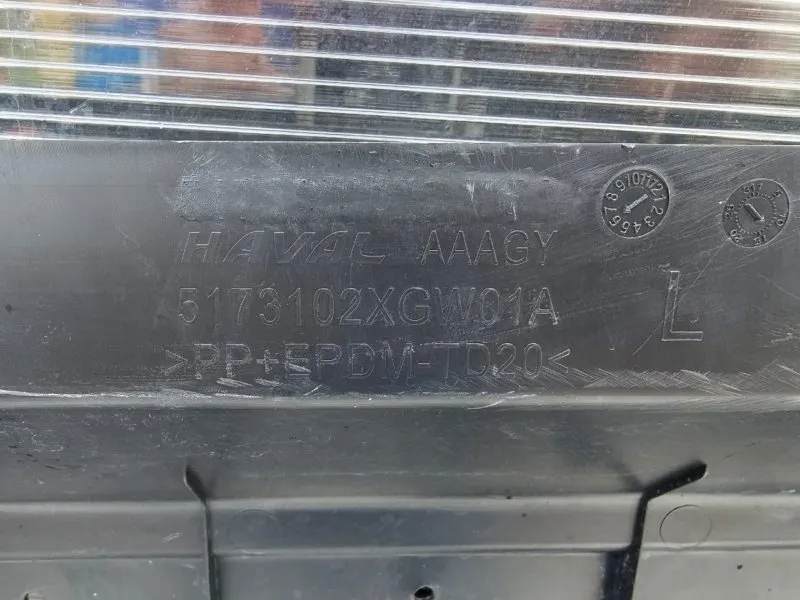 HAVAL AAAGY
5173102XGW01A
L
>PP+EPDM-TD20<